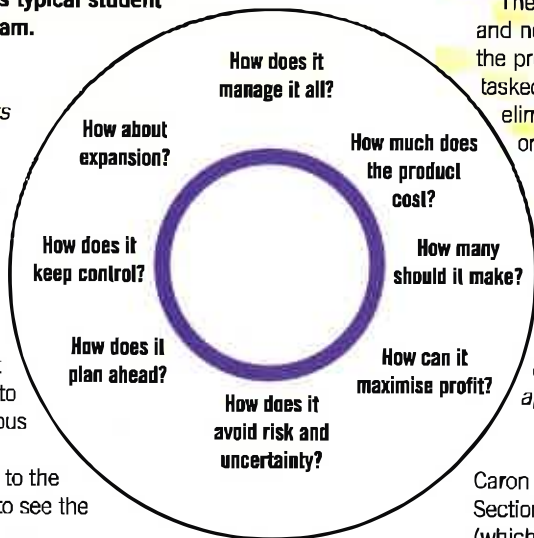 s typical student
am.
s
to
ous
to the
to see the
How does it
manage it all?
How about
expansion?
How much does
the product
cost?
How does it
keep control?
How many
should it make?
How does it
plan ahead?
How can it
maximise profit?
How does it
avoid risk and
uncertainty?
The
and n
the pr
tasked
elim
or
a
Caron
Section
(which